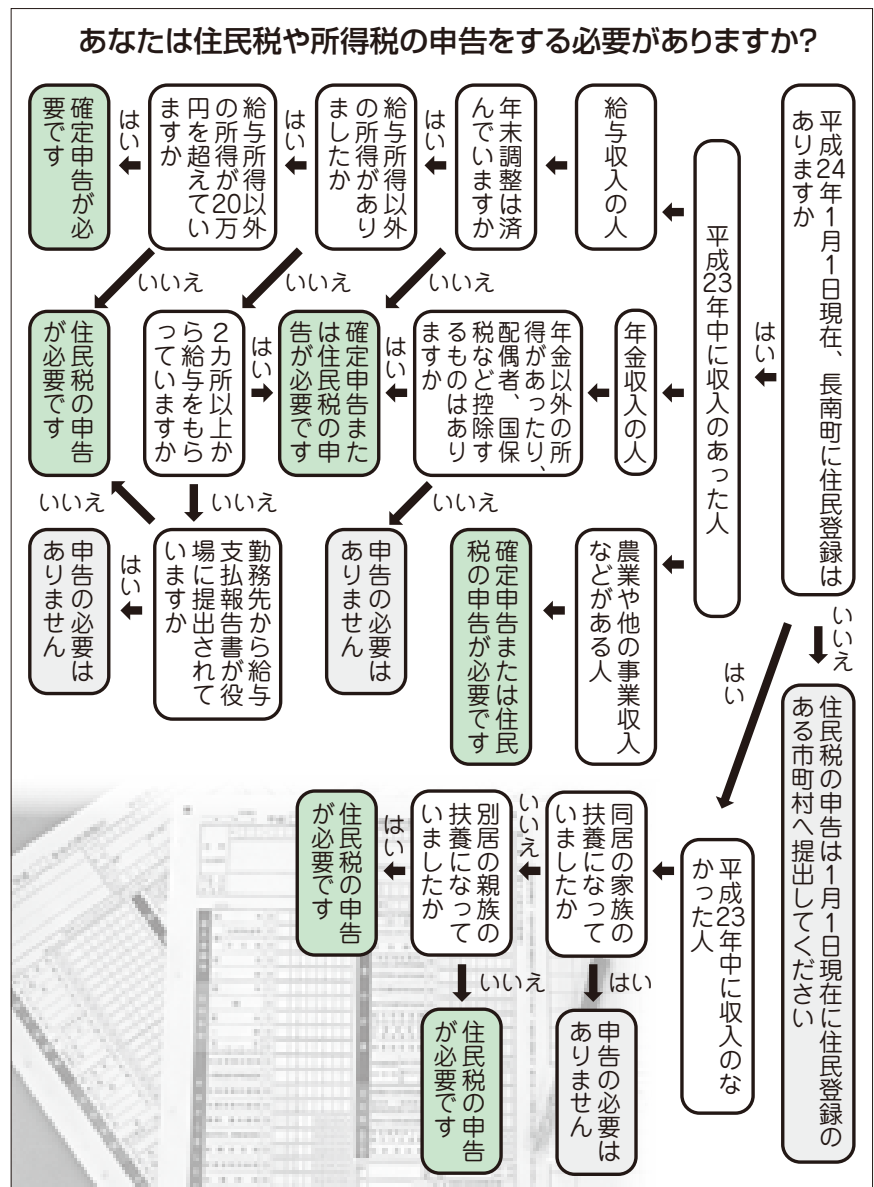 あなたは住民税や所得税の申告をする必要がありますか?
平成24年1月1日現在、長南町に住民登録は
ありますか
はい
いいえ
住民税の申告は1月1日現在に住民登録の
ある市町村へ提出してください
平成23年中に収入のあった人
給与収入の人
年末調整は済
んでいますか
はい
給与所得以外
の所得があり
ましたか
はい
給与所得以外
の所得が20万
円を超えてい
ますか
はい
確定申告が必
要です
いいえ
いいえ
いいえ
年金収入の人
年金以外の所
得があったり、
配偶者、国保
税など控除す
るものはあり
ますか
はい
確定申告また
は住民税の申
告が必要です
はい
2カ所以上か
ら給与をもら
っていますか
住民税の申告
が必要です
いいえ
いいえ
いいえ
農業や他の事業収入
などがある人
確定申告または住民
税の申告が必要です
申告の必要は
ありません
勤務先から給与
支払報告書が役
場に提出されて
いますか
はい
申告の必要は
ありません
はい
平成23年中に収入のな
かった人
同居の家族の
扶養になって
いましたか
いいえ
別居の親族の
扶養になって
いましたか
はい
住民税の申告
が必要です
はい
申告の必要は
ありません
いいえ
住民税の申告
が必要です